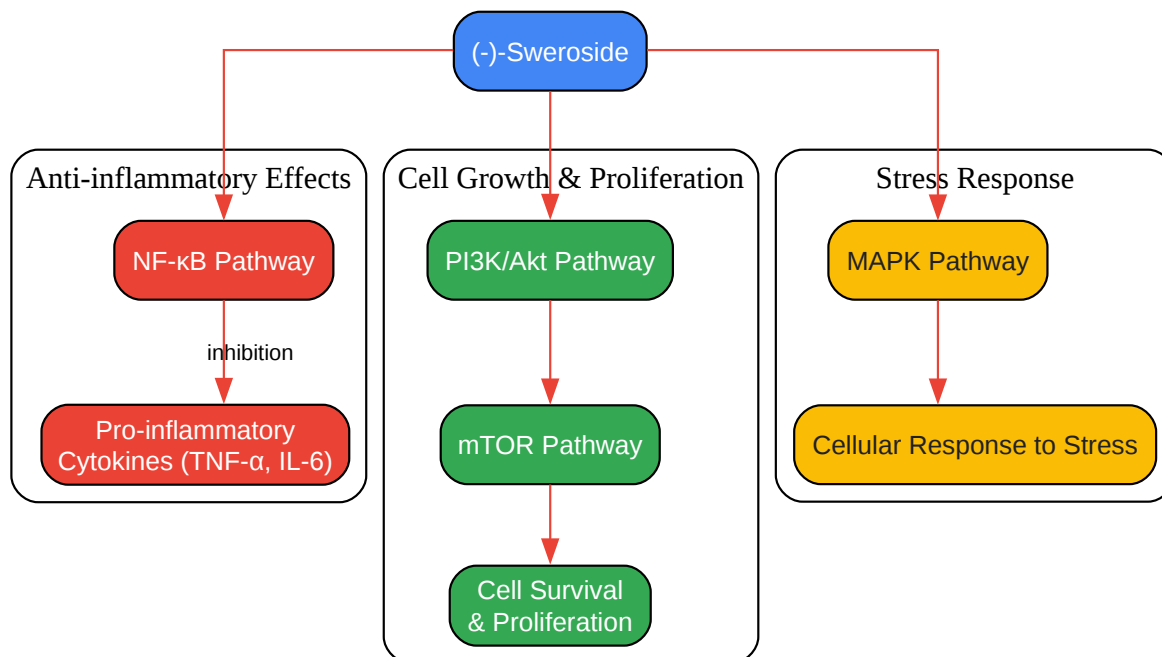 (-)-Sweroside
Anti-inflammatory Effects
NF-κB Pathway
inhibition
Pro-inflammatory
Cytokines (TNF-α, IL-6)
Cell Growth & Proliferation
PI3K/Akt Pathway
mTOR Pathway
Cell Survival
& Proliferation
Stress Response
MAPK Pathway
Cellular Response to Stress